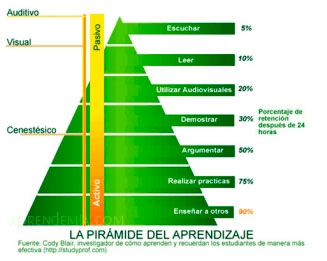 Auditivo
Visual
Cenestésico
Pasivo
Activo
Escuchar 5%
Leer 10%
Utilizar Audiovisuales 20%
Demostrar 30%
Argumentar 50%
Realizar practicas 75%
Enseñar a otros 90%
Porcentaje de
retención
después de 24
horas
LA PIRÁMIDE DEL APRENDIZAJE
Fuente: Cody Blair, investigador de cómo aprenden y recuerdan los estudiantes de manera más
efectiva (http://studyprof.com)